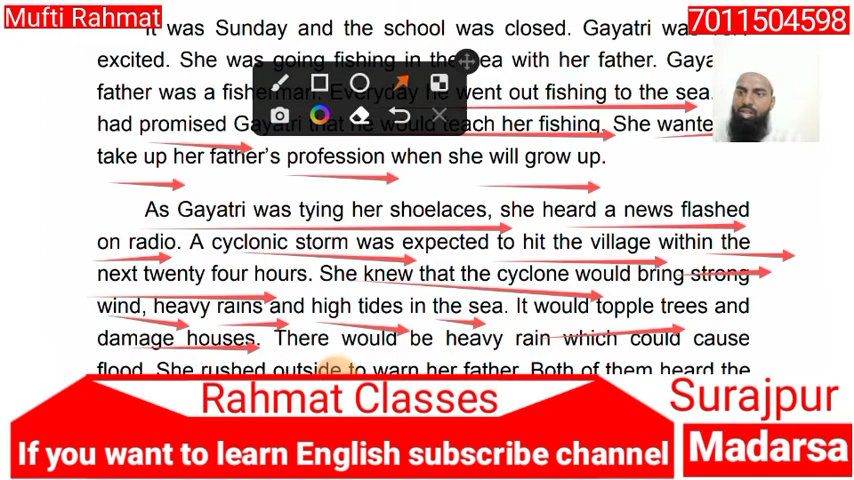 Mufti Rahmat
7011504598
It was Sunday and the school was closed. Gayatri was
excited. She was going fishing in the sea with her father.
father was a fisherman. Everyday he went out fishing to the sea.
had promised Gayatri that he would teach her fishing. She
take up her father's profession when she will grow up.
As Gayatri was tying her shoelaces, she heard a news flashed
on radio. A cyclonic storm was expected to hit the village within the
next twenty four hours. She knew that the cyclone would bring strong
wind, heavy rains and high tides in the sea. It would topple trees and
damage houses. There would be heavy rain which could cause
flood. She rushed outside to warn her father. Both of them heard the
Rahmat Classes
Surajpur
If you want to learn English subscribe channel
Madarsa